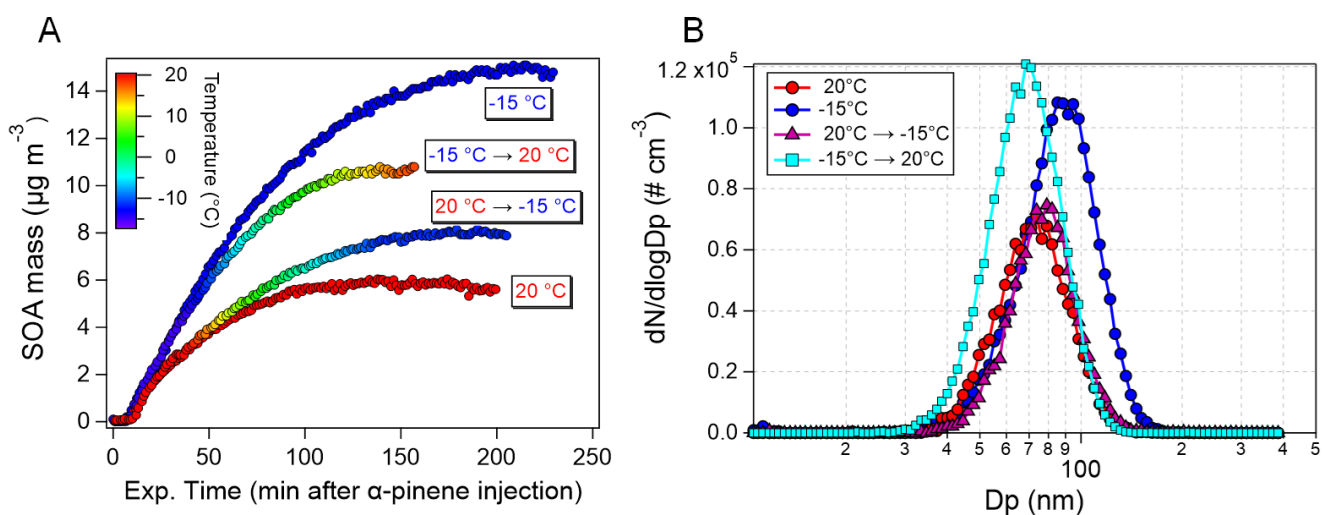 A
SOA mass (µg m⁻³)
14
12
10
8
6
4
2
0
20
10
0
-10
Temperature (°C)
-15 °C
-15 °C → 20 °C
20 °C → -15 °C
20 °C
0
50
100
150
200
250
Exp. Time (min after α-pinene injection)
B
dN/dlogDp (# cm⁻³)
1.2 x10⁵
1.0
0.8
0.6
0.4
0.2
0.0
20°C
-15°C
20°C → -15°C
-15°C → 20°C
3 4 5 6 7 8 9 2 3 4 5
100
Dp (nm)